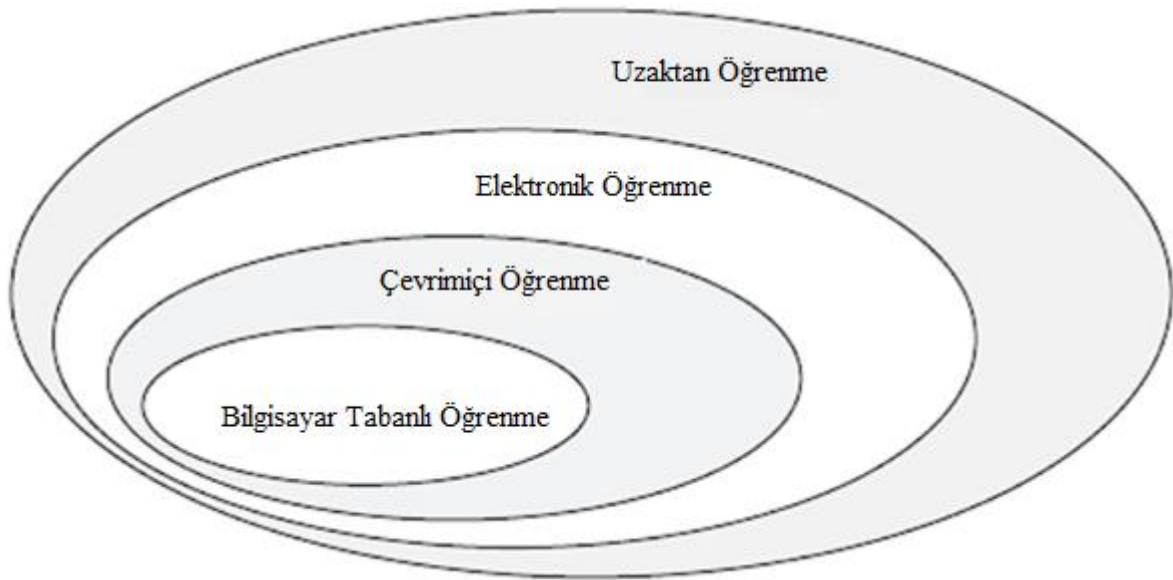 Uzaktan Öğrenme
Elektronik Öğrenme
Çevrimiçi Öğrenme
Bilgisayar Tabanlı Öğrenme